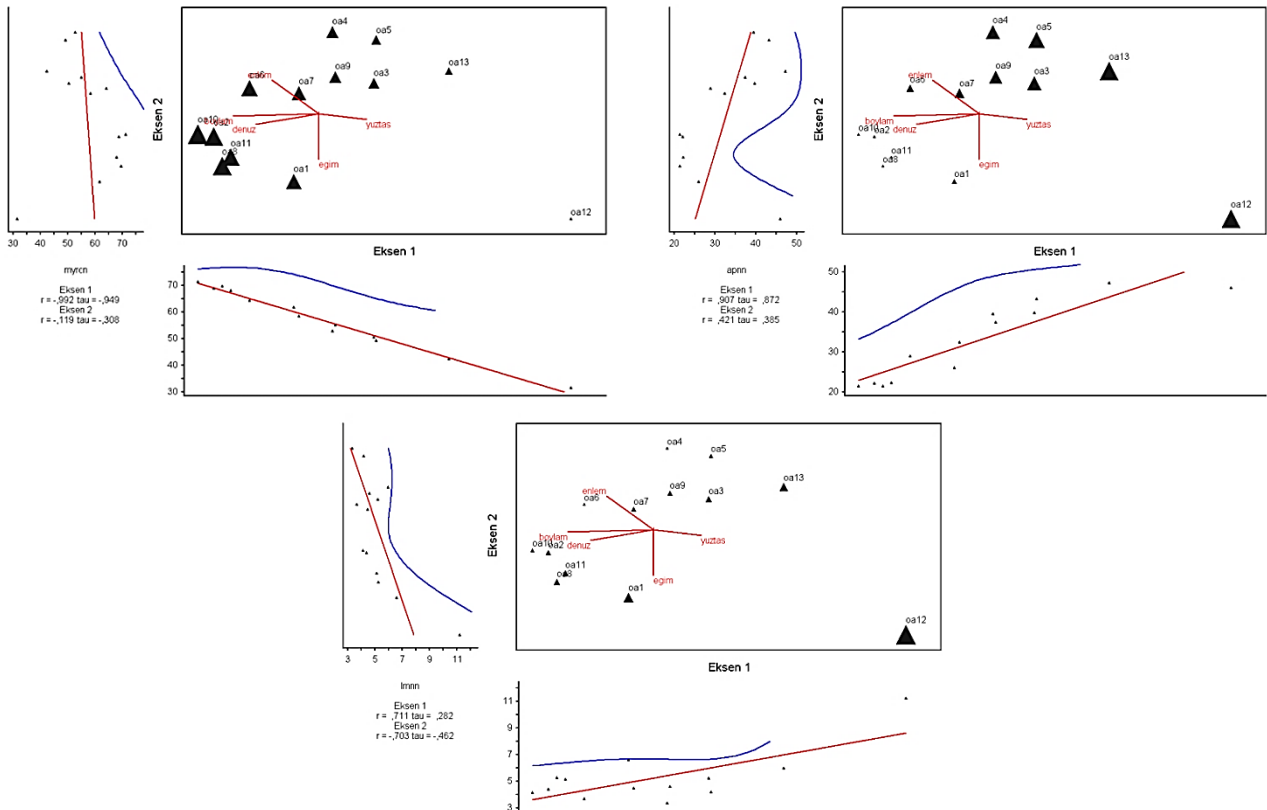 oa4
oa5
oa13
oa9
oa3
oa7
oa2
oa11
oa1
oa12
denuz
yuztas
egim
Eksen 2
Eksen 1
30 40 50 60 70
myrcn
Eksen 1
r = -,992 tau = -,949
Eksen 2
r = -,119 tau = -,308
70
60
50
40
30
oa4
oa5
oa13
oa9
oa3
enlem
oa6
oa7
boylam
yuztas
oa10
oa2
denuz
oa11
oa8
egim
oa1
oa12
Eksen 2
Eksen 1
20 30 40 50
apnn
Eksen 1
r = ,907 tau = ,872
Eksen 2
r = ,421 tau = ,385
50
40
30
20
oa4
oa5
oa13
enlem
oa9
oa3
oa6
oa7
boylam
yuztas
oa10
oa2
denuz
oa11
oa8
egim
oa1
oa12
Eksen 2
Eksen 1
3 5 7 9 11
lmnn
Eksen 1
r = ,711 tau = ,282
Eksen 2
r = -,703 tau = -,462
11
9
7
5
3